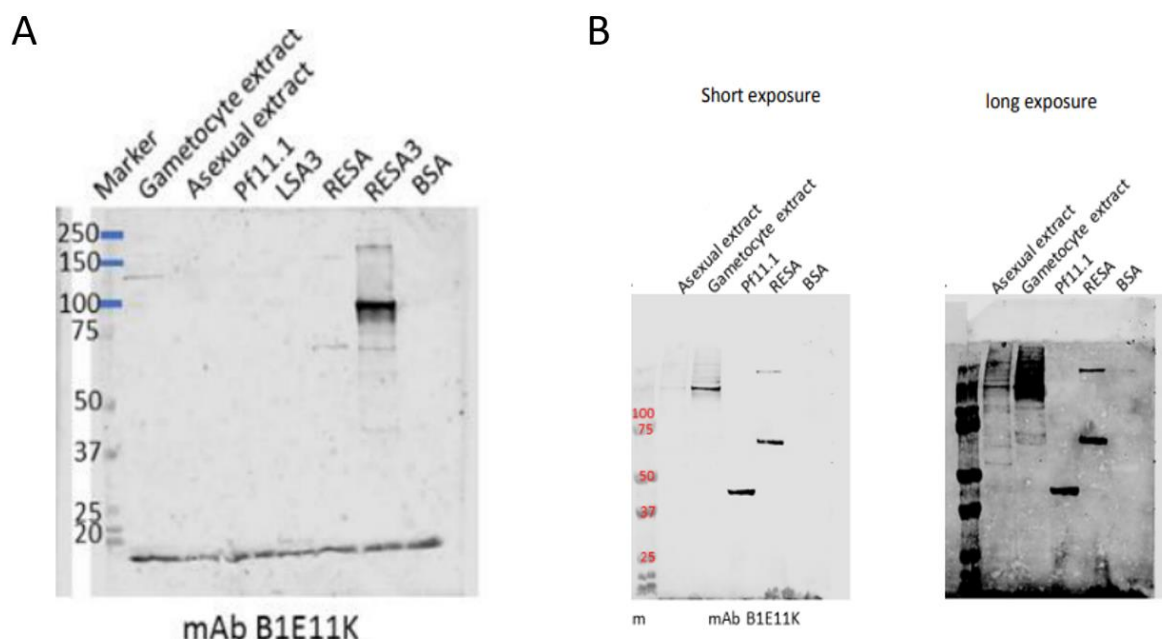 A
Marker
Gametocyte extract
Asexual extract
Pf11.1
LSA3
RESA
RESA3
BSA
250
150
100
75
50
37
25
20
mAb B1E11K
B
Short exposure
long exposure
Asexual extract
Gametocyte extract
Pf11.1
RESA
BSA
100
75
50
37
25
m
mAb B1E11K
Asexual extract
Gametocyte extract
Pf11.1
RESA
BSA